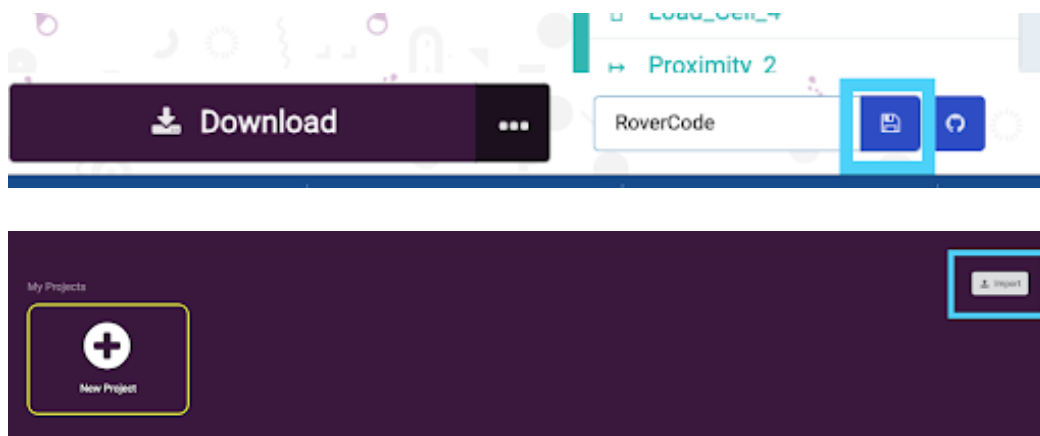 Load_Cell_4
Proximity_2
Download
RoverCode
My Projects
Import
New Project